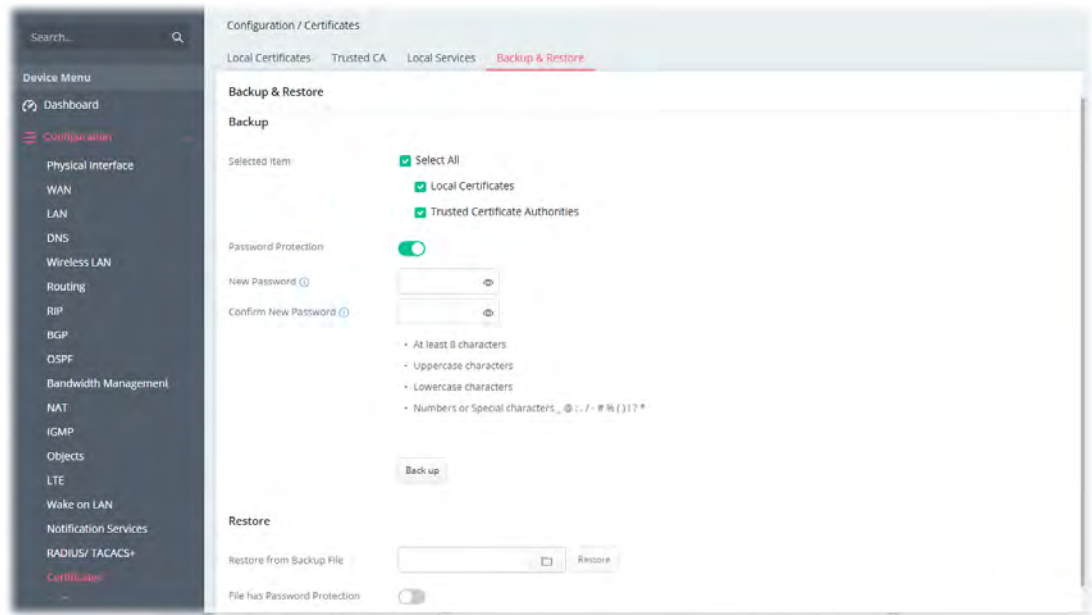 Search...
Device Menu
Dashboard
Configuration
Physical Interface
WAN
LAN
DNS
Wireless LAN
Routing
RIP
BGP
OSPF
Bandwidth Management
NAT
IGMP
Objects
LTE
Wake on LAN
Notification Services
RADIUS/ TACACS+
Certificates
Configuration / Certificates
Local Certificates Trusted CA Local Services Backup & Restore
Backup & Restore
Backup
Selected Item Select All
Local Certificates
Trusted Certificate Authorities
Password Protection
New Password
Confirm New Password
• At least 8 characters
• Uppercase characters
• Lowercase characters
• Numbers or Special characters _ @ : . / - # % ( ) ! ? *
Back up
Restore
Restore from Backup File Restore
File has Password Protection